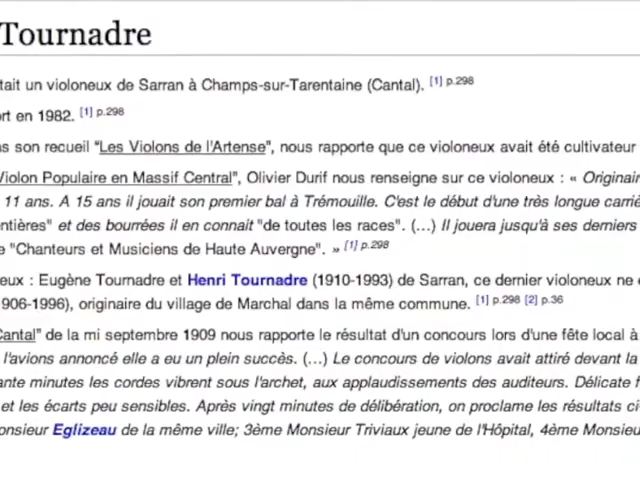 Tournadre
tait un violoneux de Sarran à Champs-sur-Tarentaine (Cantal). [1] p.298
rt en 1982. [1] p.298
ns son recueil "Les Violons de l'Artense", nous rapporte que ce violoneux avait été cultivateur
Violon Populaire en Massif Central", Olivier Durif nous renseigne sur ce violoneux : « Originair
11 ans. A 15 ans il jouait son premier bal à Trémouille. C'est le début d'une très longue carriè
entières" et des bourrées il en connait "de toutes les races". (…) Il jouera jusqu'à ses derniers
e "Chanteurs et Musiciens de Haute Auvergne". » [1] p.298
eux : Eugène Tournadre et Henri Tournadre (1910-1993) de Sarran, ce dernier violoneux ne
1906-1996), originaire du village de Marchal dans la même commune. [1] p.298 [2] p.36
Cantal" de la mi septembre 1909 nous rapporte le résultat d'un concours lors d'une fête local à
l'avions annoncé elle a eu un plein succès. (…) Le concours de violons avait attiré devant la
ante minutes les cordes vibrent sous l'archet, aux applaudissements des auditeurs. Délicate f
et les écarts peu sensibles. Après vingt minutes de délibération, on proclame les résultats ci
onsieur Eglizeau de la même ville; 3ème Monsieur Triviaux jeune de l'Hôpital, 4ème Monsieu